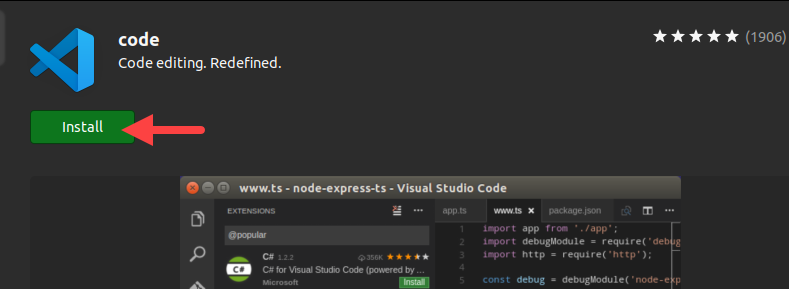 code
(1906)
Code editing. Redefined.
Install
www.ts - node-express-ts - Visual Studio Code
EXTENSIONS
app.ts
www.ts
package.json
@popular
C# 1.2.2 356K
C# for Visual Studio Code (powered by ...
Microsoft
Install
C#
1 import app from './app';
2 import debugModule = require('debug
3 import http = require('http');
4
5 const debug = debugModule('node-exp